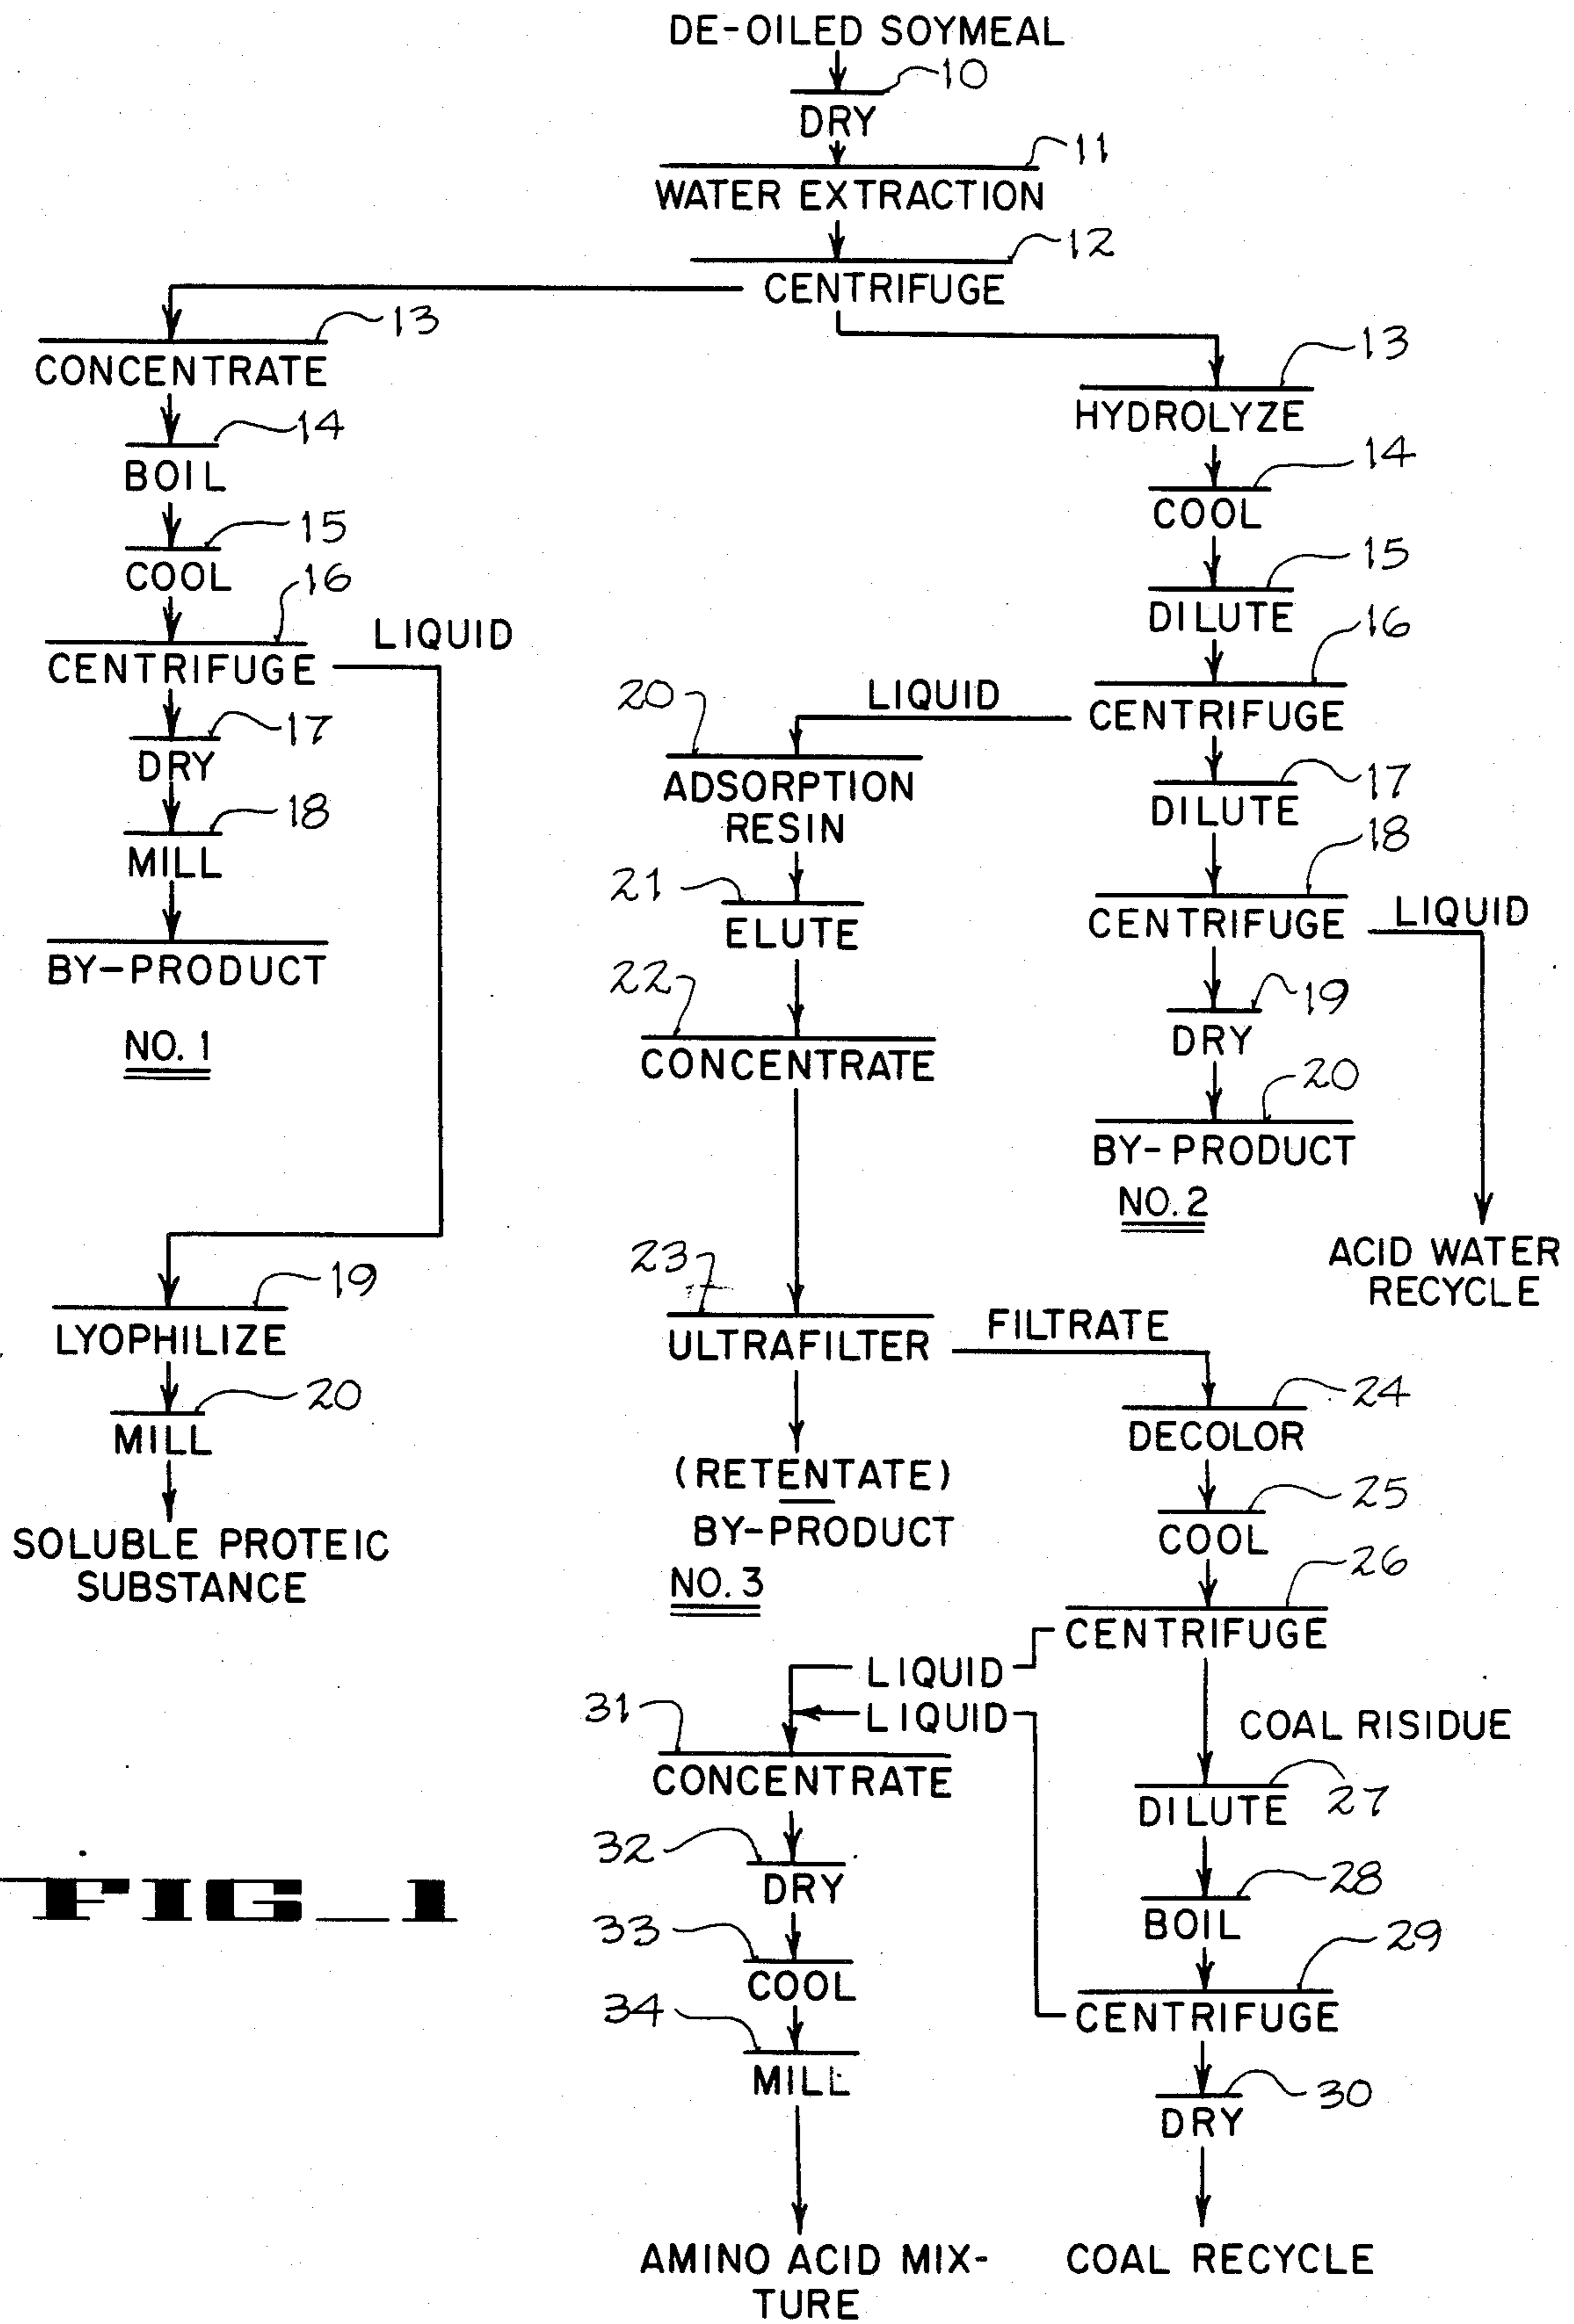 DE-OILED SOYMEAL
10
DRY
11
WATER EXTRACTION
12
CENTRIFUGE
13
CONCENTRATE
14
BOIL
15
COOL
16
CENTRIFUGE
LIQUID
17
DRY
18
MILL
BY-PRODUCT
NO. 1
19
LYOPHILIZE
20
MILL
SOLUBLE PROTEIC
SUBSTANCE
13
HYDROLYZE
14
COOL
15
DILUTE
16
CENTRIFUGE
LIQUID
17
DILUTE
18
CENTRIFUGE
LIQUID
19
DRY
20
BY-PRODUCT
NO. 2
ACID WATER
RECYCLE
20
ADSORPTION
RESIN
21
ELUTE
22
CONCENTRATE
23
ULTRAFILTER
FILTRATE
(RETENTATE)
BY-PRODUCT
NO. 3
24
DECOLOR
25
COOL
26
CENTRIFUGE
LIQUID
LIQUID
COAL RISIDUE
27
DILUTE
28
BOIL
29
CENTRIFUGE
30
DRY
COAL RECYCLE
31
CONCENTRATE
32
DRY
33
COOL
34
MILL
AMINO ACID MIX-
TURE
FIG_1